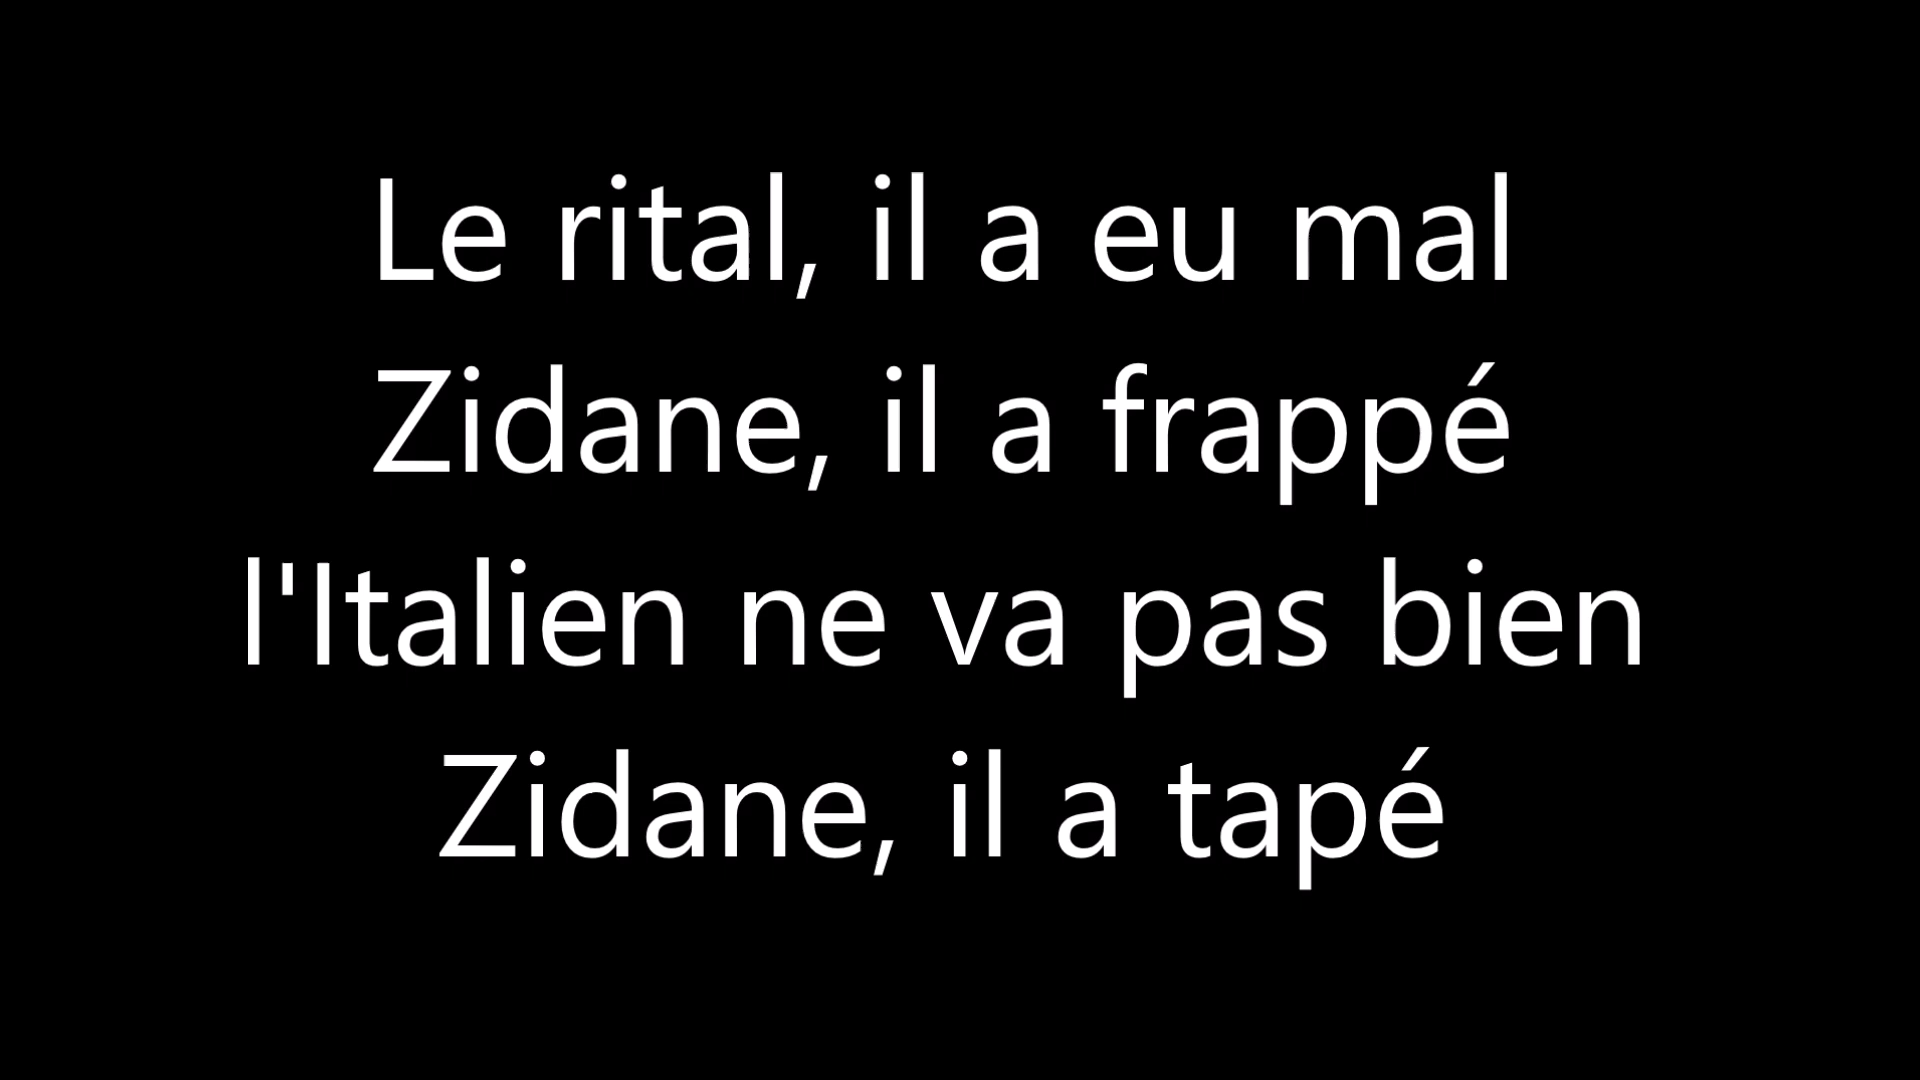 Le rital, il a eu mal
Zidane, il a frappé
l'Italien ne va pas bien
Zidane, il a tapé